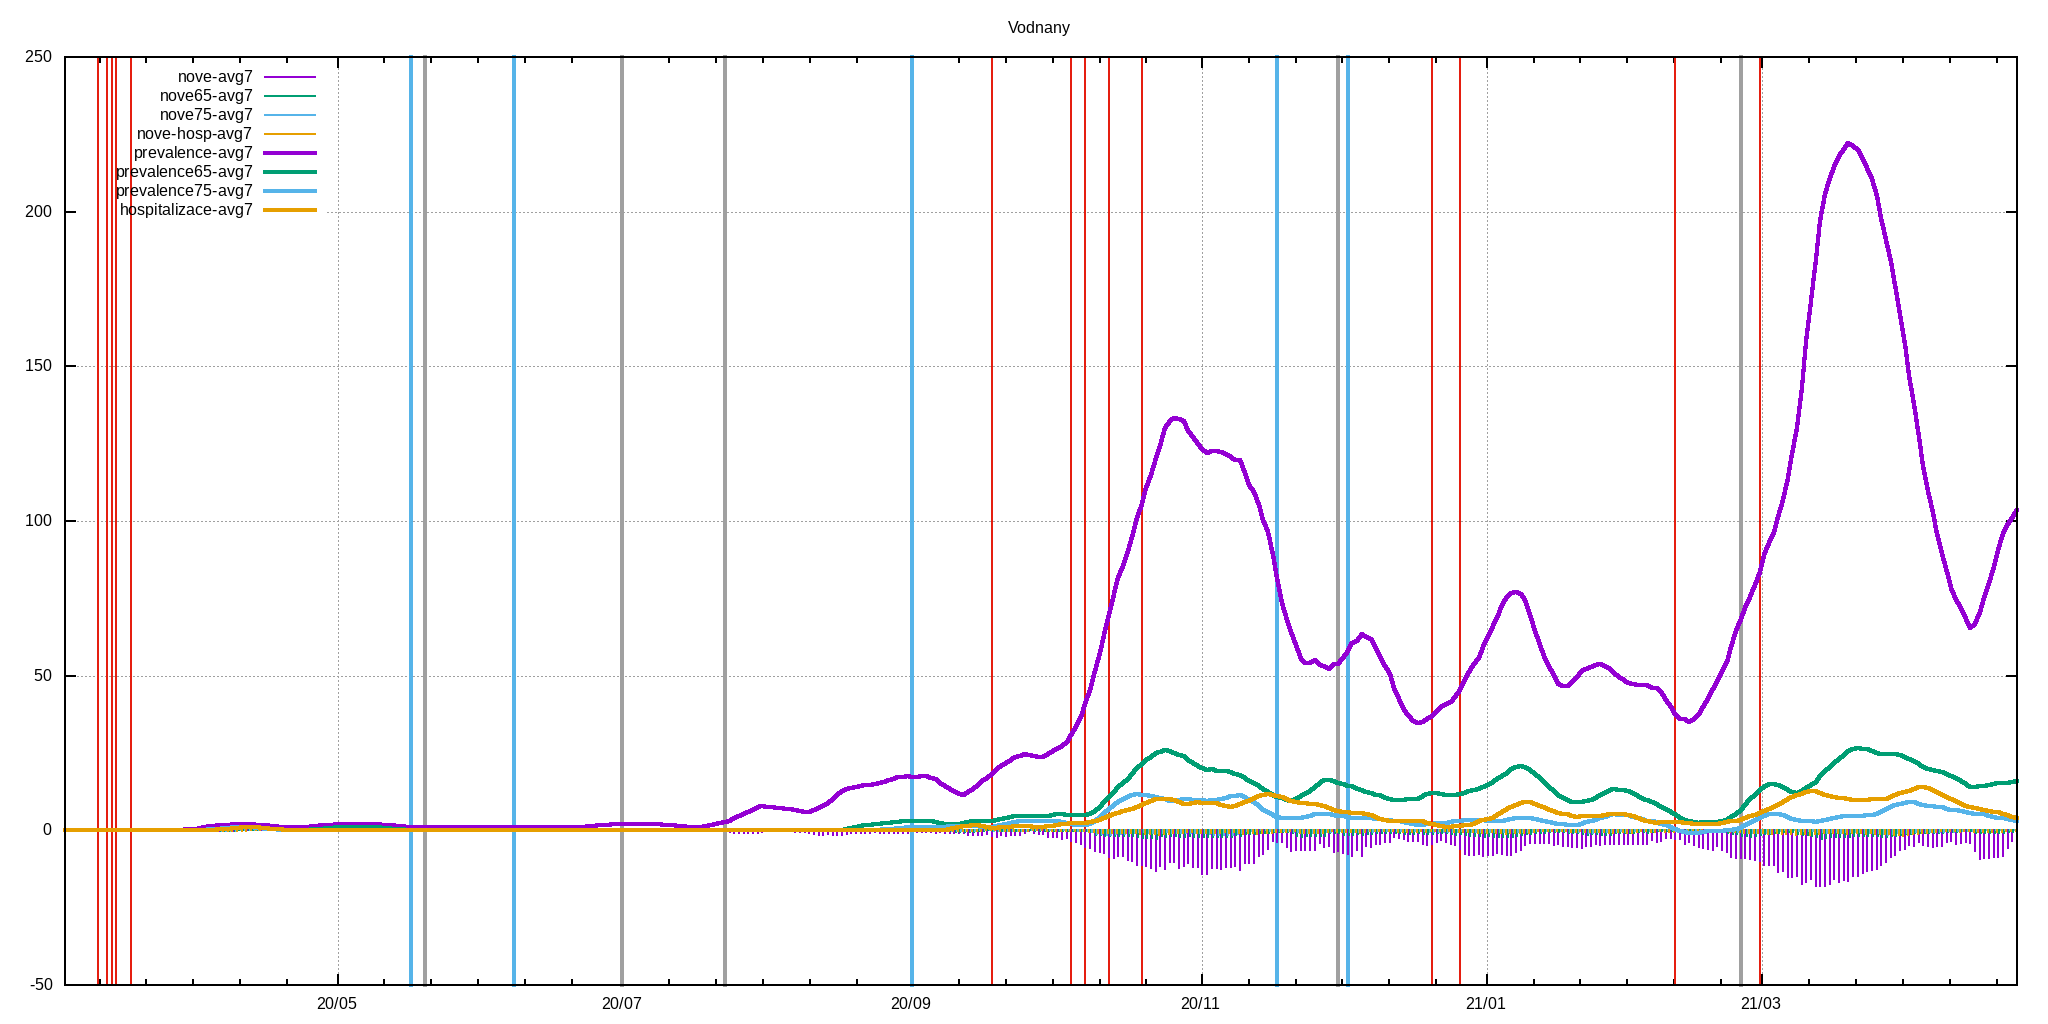 Vodnany
250
200
150
100
50
0
-50
nove-avg7
nove65-avg7
nove75-avg7
nove-hosp-avg7
prevalence-avg7
prevalence65-avg7
prevalence75-avg7
hospitalizace-avg7
20/05
20/07
20/09
20/11
21/01
21/03